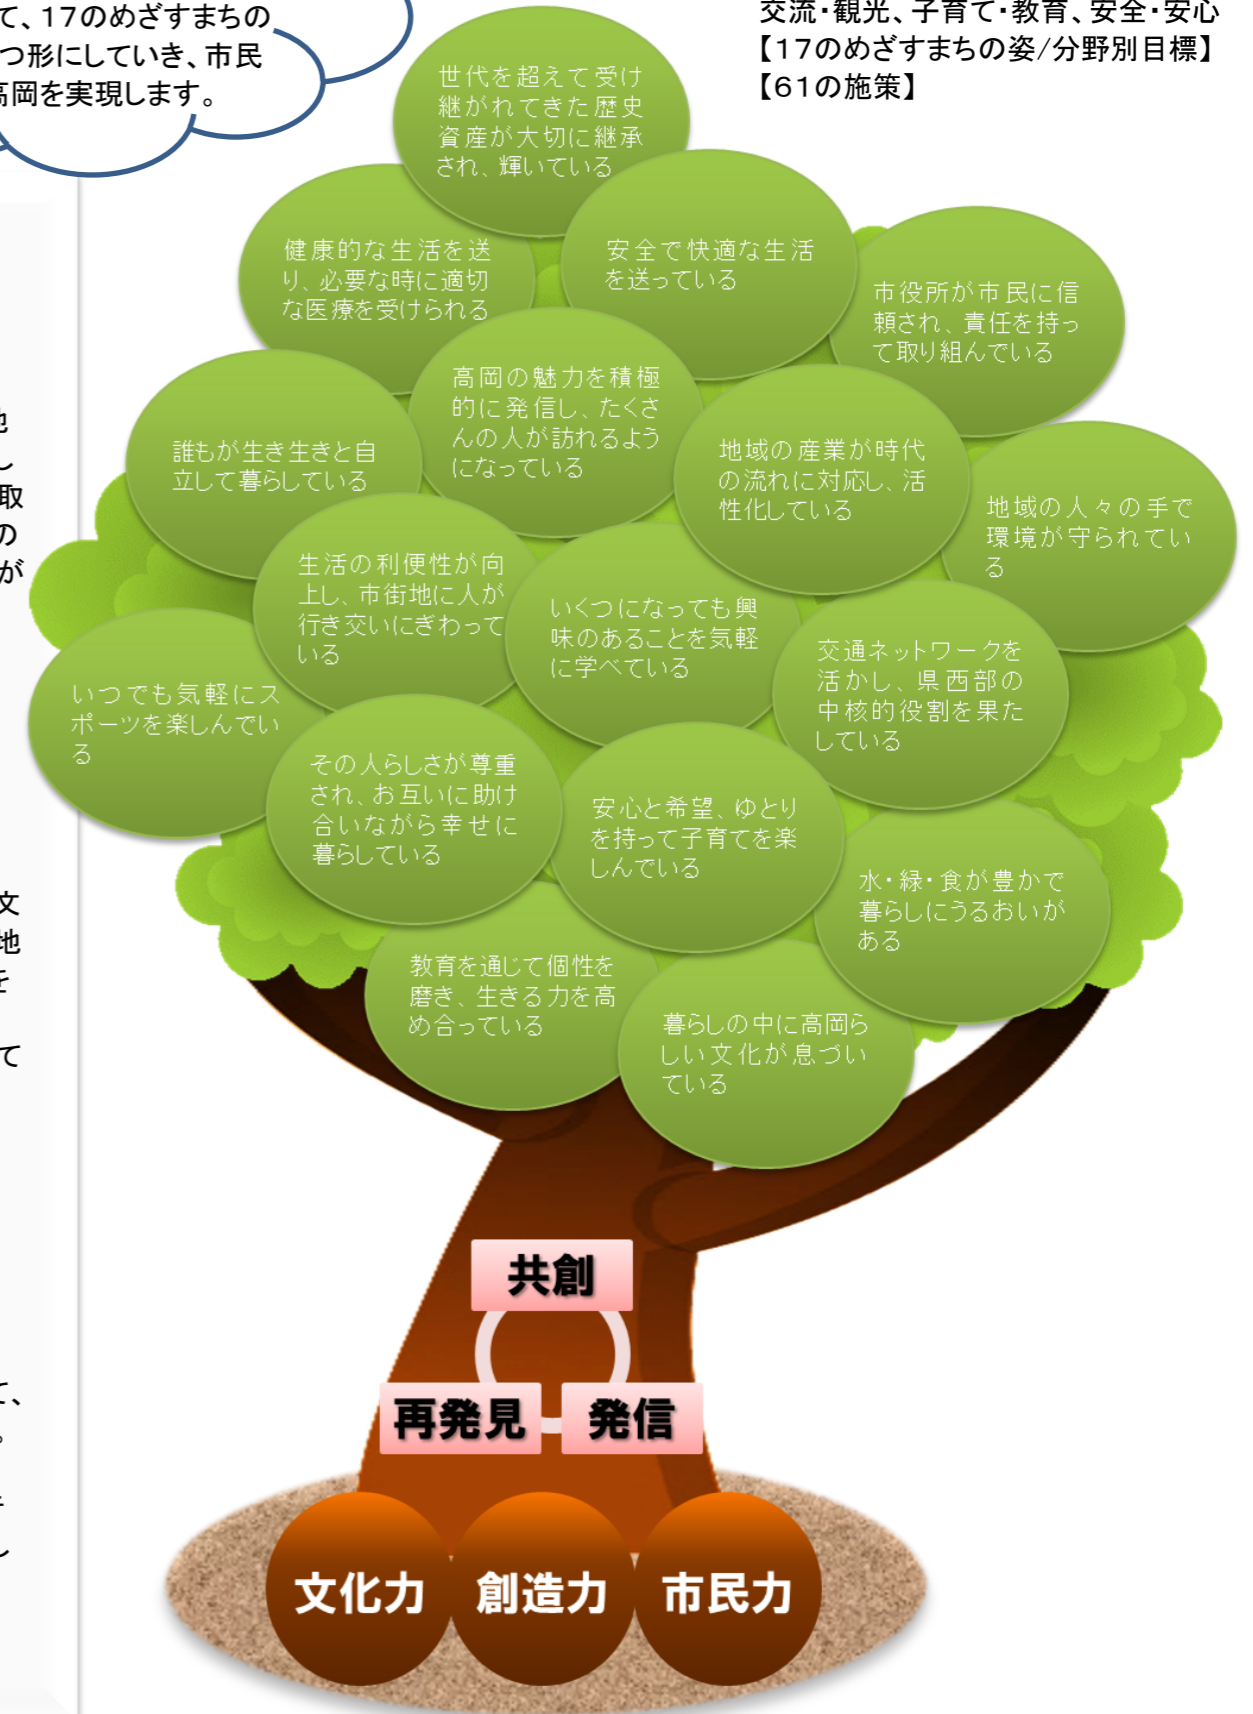 て、17のめざすまちの
つ形にしていき、市民
高岡を実現します。
交流・観光、子育て・教育、安全・安心
【17のめざすまちの姿/分野別目標】
【61の施策】
世代を超えて受け
継がれてきた歴史
資産が大切に継承
され、輝いている
健康的な生活を送
り、必要な時に適切
な医療を受けられる
安全で快適な生活
を送っている
市役所が市民に信
頼され、責任を持っ
て取り組んでいる
高岡の魅力を積極
的に発信し、たくさ
んの人が訪れるよう
になっている
誰もが生き生きと自
立して暮らしている
地域の産業が時代
の流れに対応し、活
性化している
地域の人々の手で
環境が守られてい
る
生活の利便性が向
上し、市街地に人が
行き交いにぎわって
いる
いくつになっても興
味のあることを気軽
に学べている
交通ネットワークを
活かし、県西部の
中核的役割を果た
している
いつでも気軽にス
ポーツを楽しんでい
る
その人らしさが尊重
され、お互いに助け
合いながら幸せに
暮らしている
安心と希望、ゆとり
を持って子育てを楽
しんでいる
水・緑・食が豊かで
暮らしにうるおいが
ある
教育を通じて個性を
磨き、生きる力を高
め合っている
暮らしの中に高岡ら
しい文化が息づい
ている
共創
再発見
発信
文化力
創造力
市民力
し
取
の
が
文
地
を
て
て、
。
し